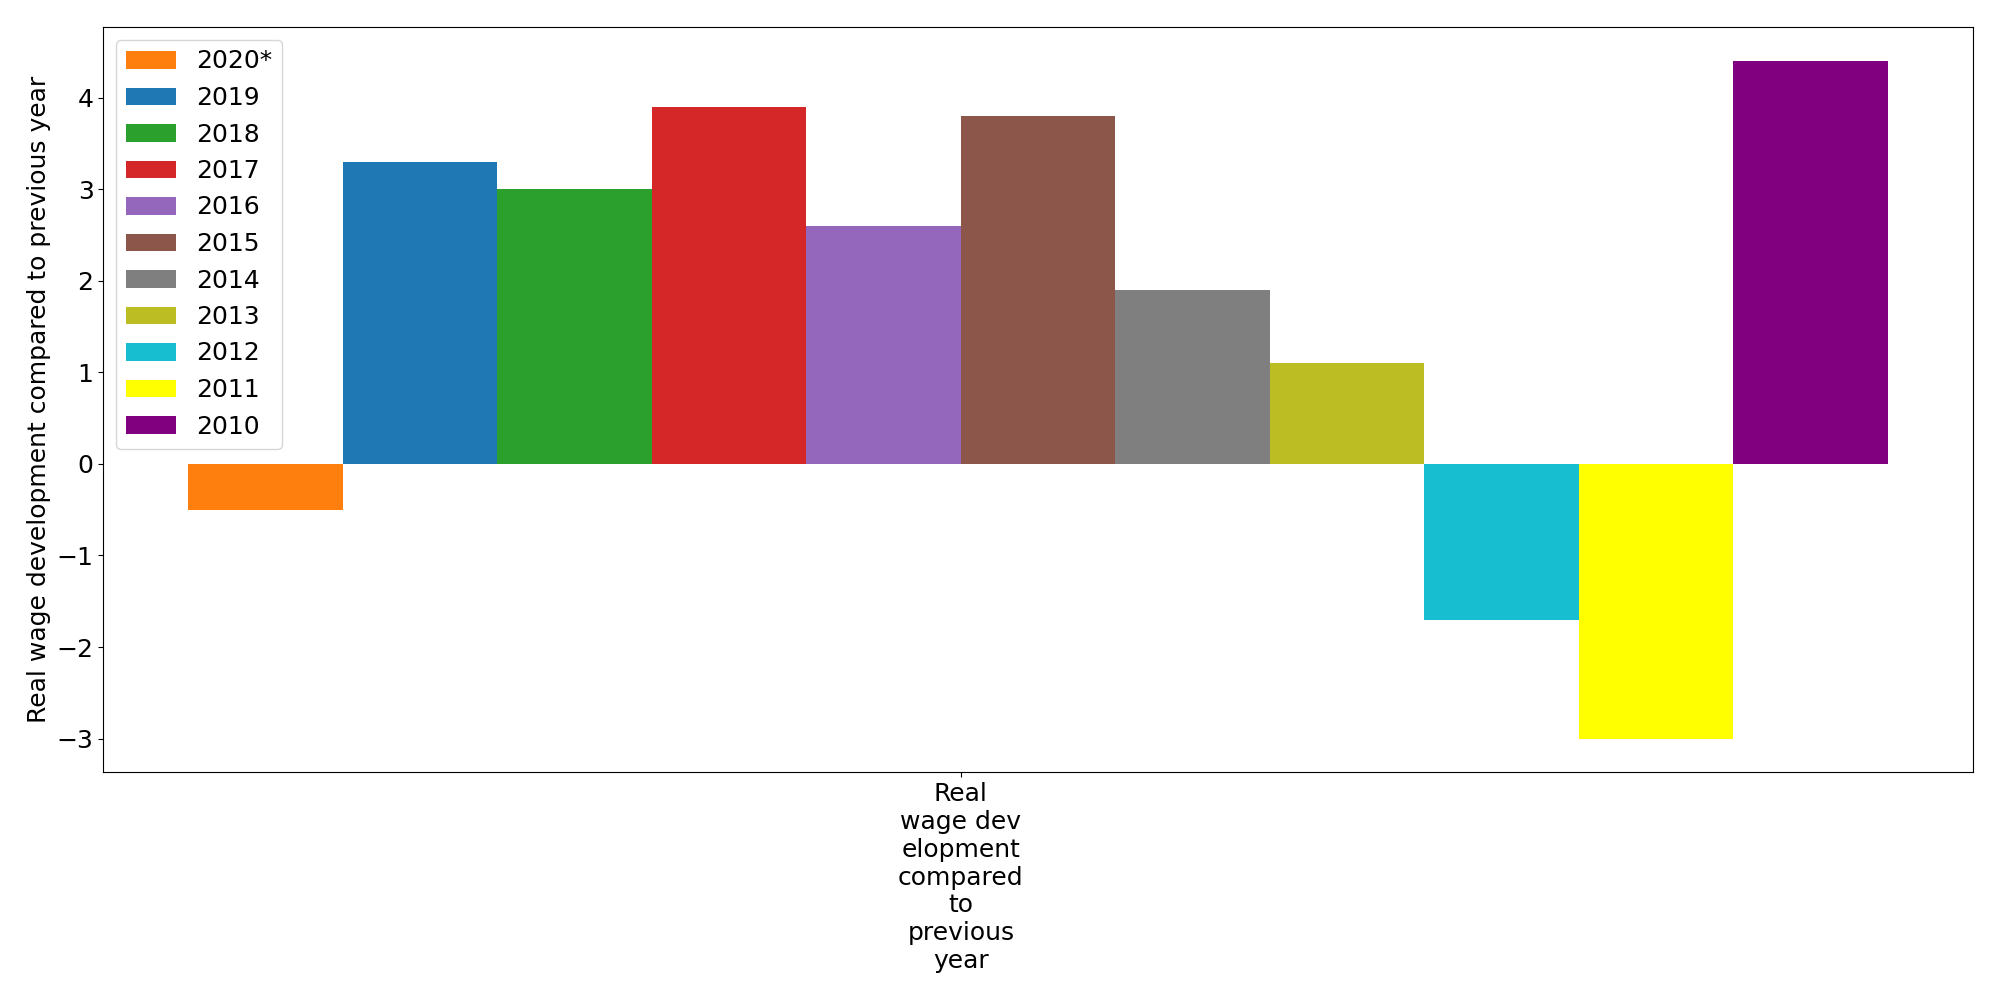 Real wage development compared to previous year
4
3
2
1
0
−1
−2
−3
2020*
2019
2018
2017
2016
2015
2014
2013
2012
2011
2010
Real
wage dev
elopment
compared
to
previous
year